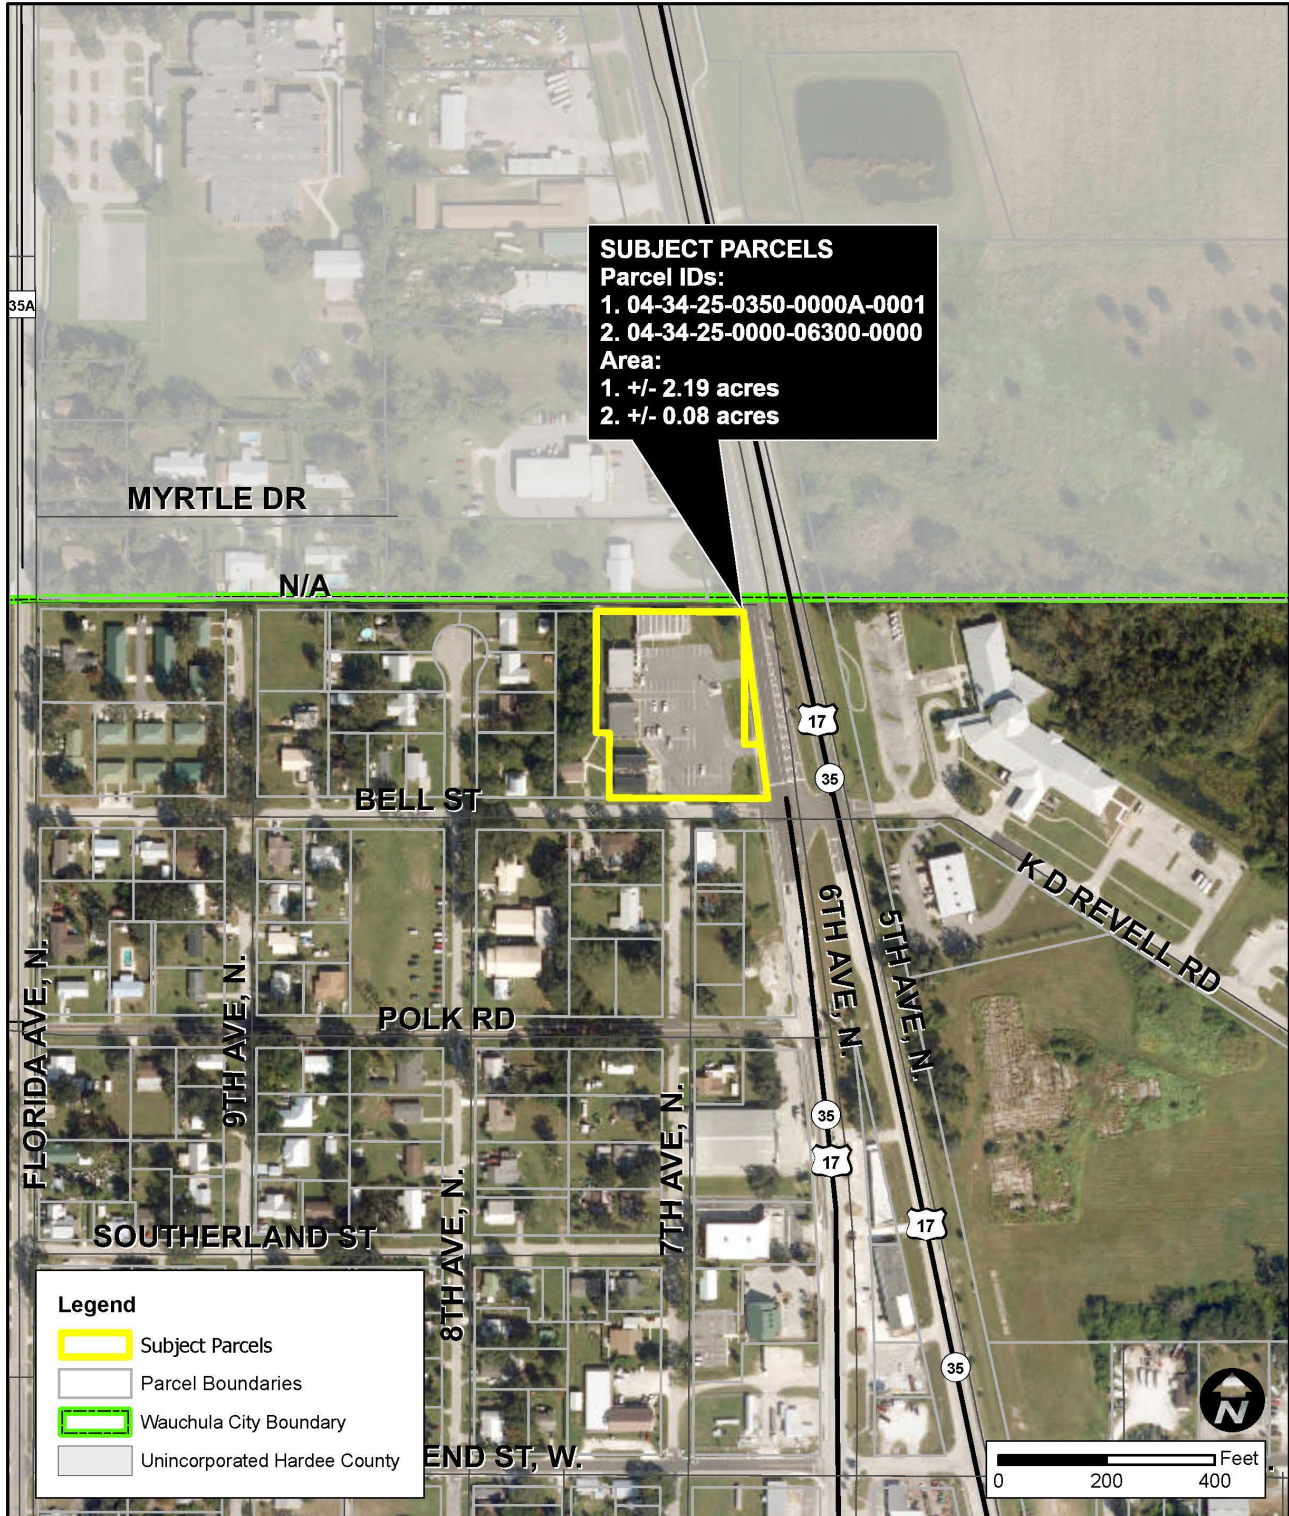 SUBJECT PARCELS
Parcel IDs:
1. 04-34-25-0350-0000A-0001
2. 04-34-25-0000-06300-0000
Area:
1. +/- 2.19 acres
2. +/- 0.08 acres
35A
MYRTLE DR
N/A
17
35
BELL ST
K D REVELL RD
6TH AVE, N.
5TH AVE, N.
FLORIDA AVE, N.
9TH AVE, N.
POLK RD
7TH AVE, N.
35
17
8TH AVE, N.
17
SOUTHERLAND ST
35
Legend
Subject Parcels
Parcel Boundaries
Wauchula City Boundary
Unincorporated Hardee County
END ST, W.
N
Feet
0 200 400